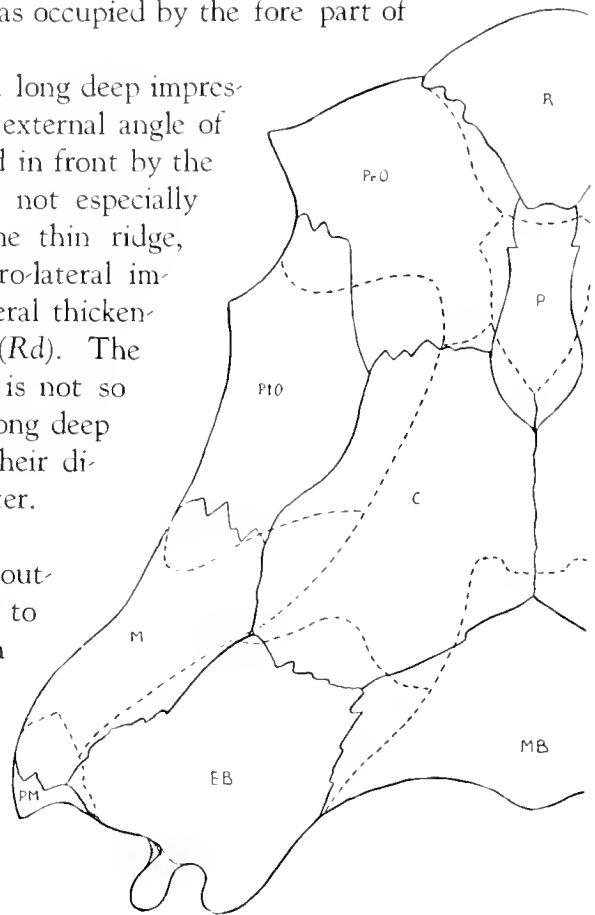 as occupied by the fore part of
long deep impres-
external angle of
d in front by the
not especially
ne thin ridge,
ro-lateral im-
eral thicken-
(Rd). The
is not so
ong deep
heir di-
ter.
out-
to
R
PrO
P
PtO
C
M
MB
EB
PM